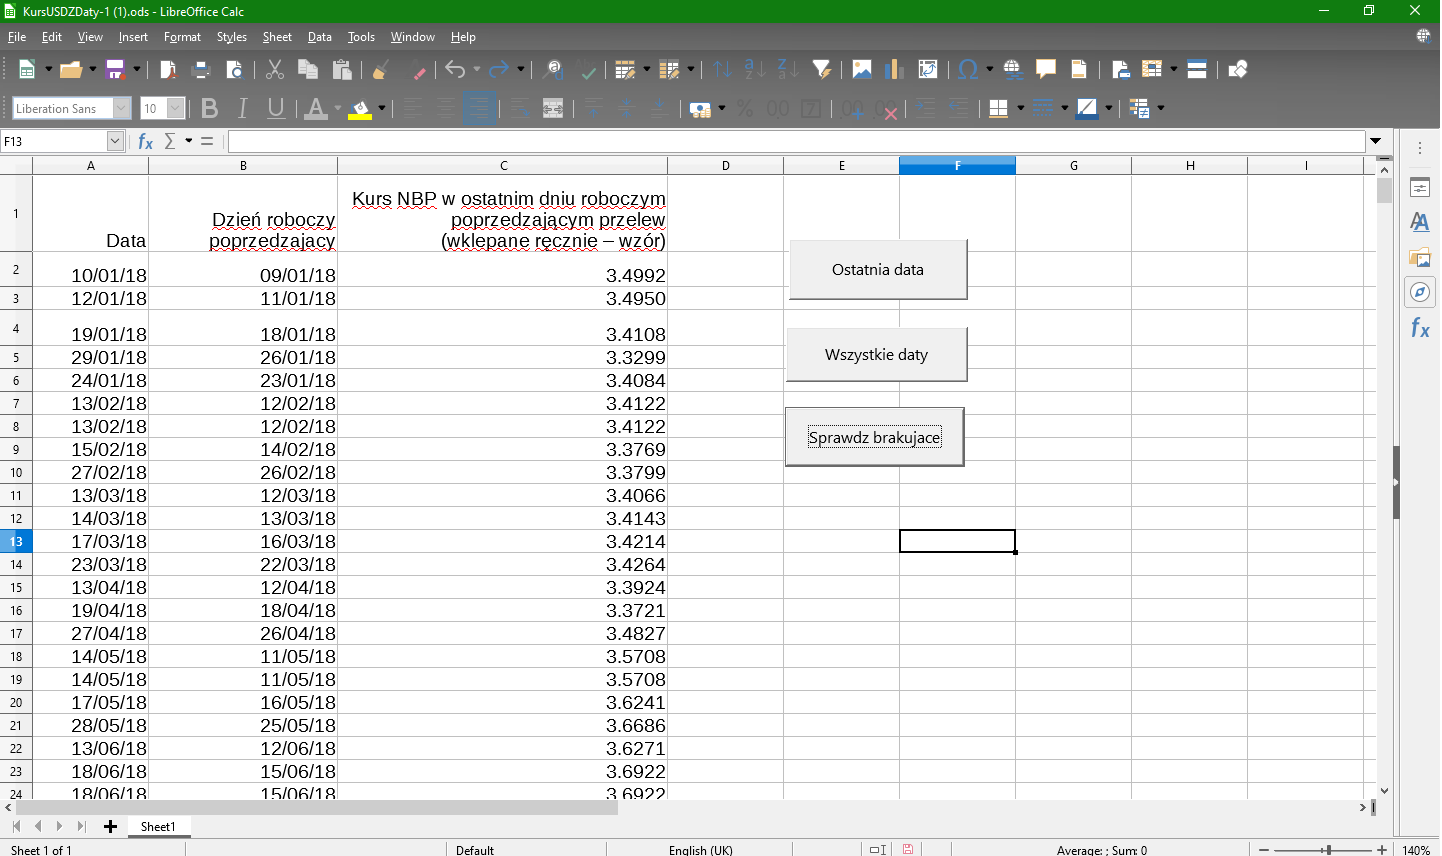 KursUSDZDaty-1 (1).ods - LibreOffice Calc
File Edit View Insert Format Styles Sheet Data Tools Window Help
Liberation Sans 10
F13
A B C D E F G H I
1 Data Dzień roboczy poprzedzajacy Kurs NBP w ostatnim dniu roboczym poprzedzającym przelew (wklepane ręcznie – wzór)
2 10/01/18 09/01/18 3.4992
Ostatnia data
3 12/01/18 11/01/18 3.4950
4 19/01/18 18/01/18 3.4108
Wszystkie daty
5 29/01/18 26/01/18 3.3299
6 24/01/18 23/01/18 3.4084
7 13/02/18 12/02/18 3.4122
8 13/02/18 12/02/18 3.4122
Sprawdz brakujace
9 15/02/18 14/02/18 3.3769
10 27/02/18 26/02/18 3.3799
11 13/03/18 12/03/18 3.4066
12 14/03/18 13/03/18 3.4143
13 17/03/18 16/03/18 3.4214
14 23/03/18 22/03/18 3.4264
15 13/04/18 12/04/18 3.3924
16 19/04/18 18/04/18 3.3721
17 27/04/18 26/04/18 3.4827
18 14/05/18 11/05/18 3.5708
19 14/05/18 11/05/18 3.5708
20 17/05/18 16/05/18 3.6241
21 28/05/18 25/05/18 3.6686
22 13/06/18 12/06/18 3.6271
23 18/06/18 15/06/18 3.6922
24 18/06/18 15/06/18 3.6922
Sheet1
Sheet 1 of 1 Default English (UK) Average: ; Sum: 0 140%